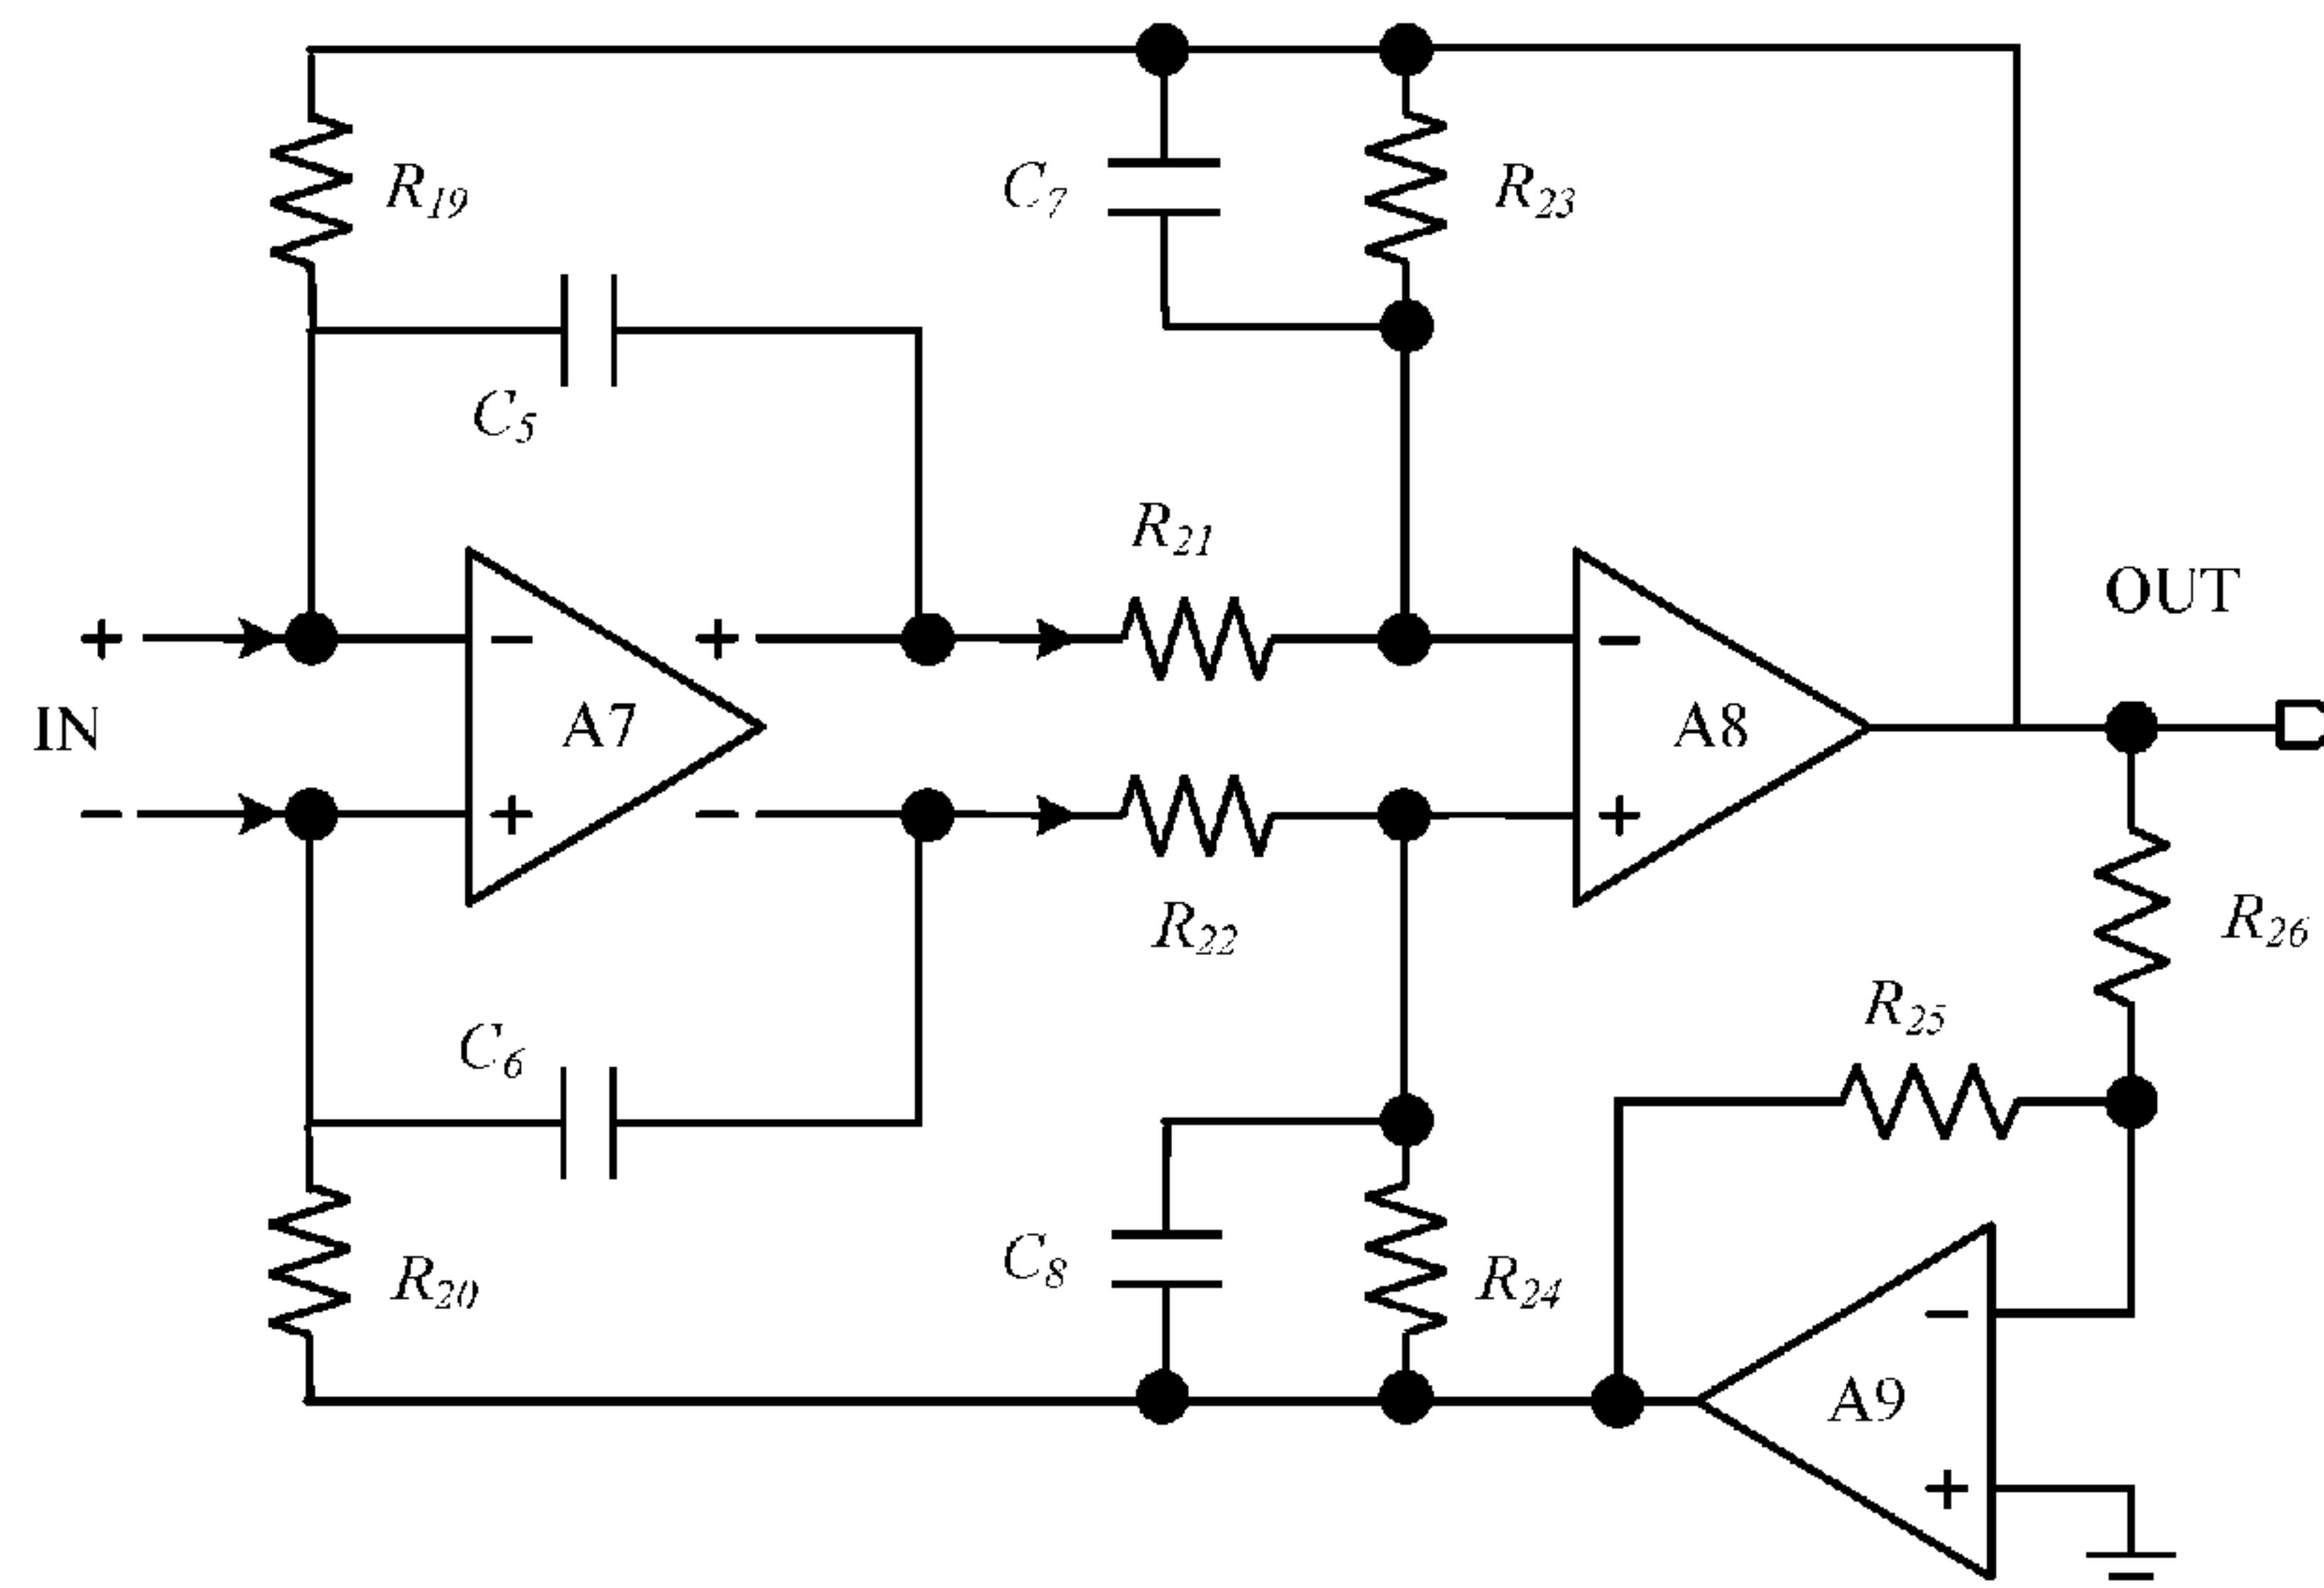 R19
C7
R23
C5
R21
OUT
+
−
+
−
IN
A7
A8
−
+
−
+
R22
R26
R25
C6
−
C8
R24
R20
A9
+